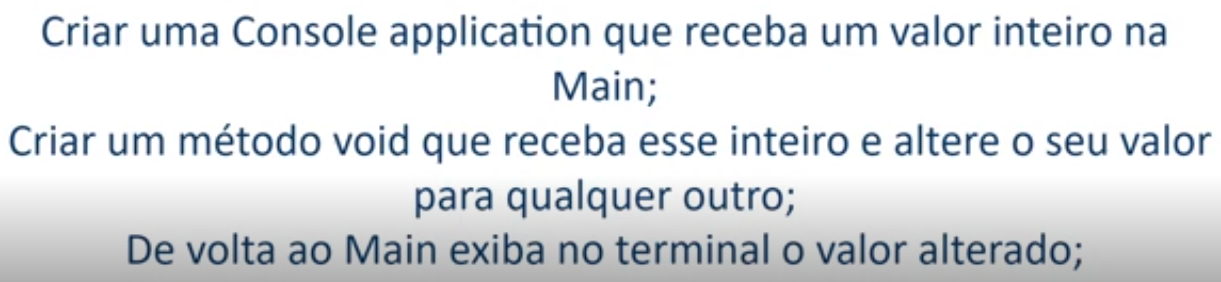 Criar uma Console application que receba um valor inteiro na
Main;
Criar um método void que receba esse inteiro e altere o seu valor
para qualquer outro;
De volta ao Main exiba no terminal o valor alterado;